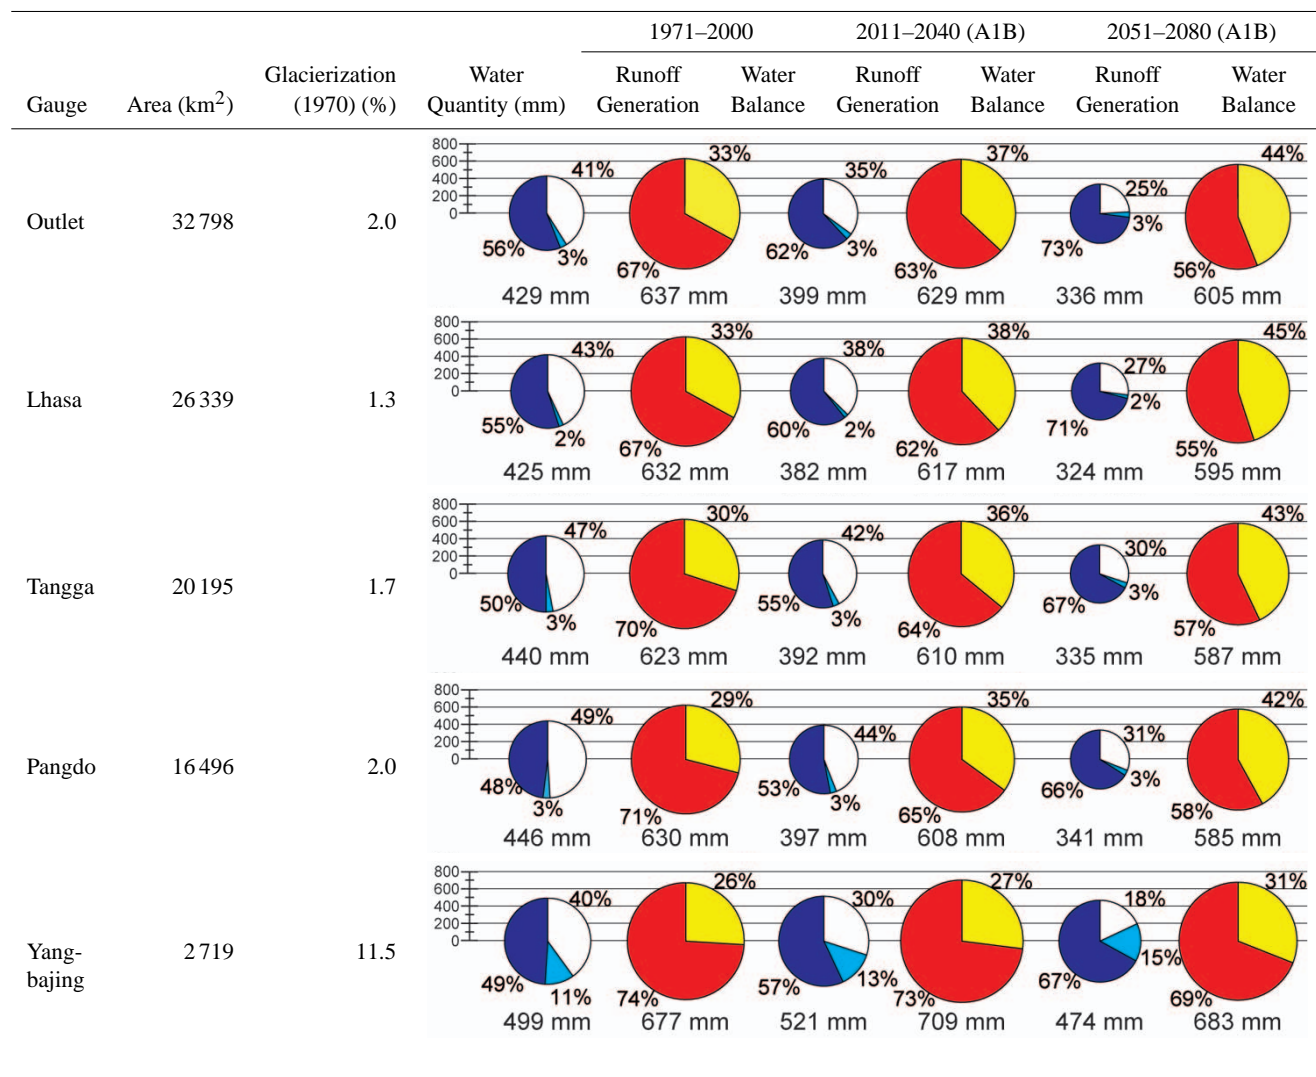 1971–2000 2011–2040 (A1B) 2051–2080 (A1B)
Glacierization Water Runoff Water Runoff Water Runoff Water
Gauge Area (km2) (1970) (%) Quantity (mm) Generation Balance Generation Balance Generation Balance
800
600
400
200
0
41% 33% 35% 37% 25% 44%
Outlet 32 798 2.0
56% 3% 67% 62% 3% 63% 73% 3% 56%
429 mm 637 mm 399 mm 629 mm 336 mm 605 mm
800
600
400
200
0
43% 33% 38% 38% 27% 45%
Lhasa 26 339 1.3
55% 2% 67% 60% 2% 62% 71% 2% 55%
425 mm 632 mm 382 mm 617 mm 324 mm 595 mm
800
600
400
200
0
47% 30% 42% 36% 30% 43%
Tangga 20 195 1.7
50% 3% 70% 55% 3% 64% 67% 3% 57%
440 mm 623 mm 392 mm 610 mm 335 mm 587 mm
800
600
400
200
0
49% 29% 44% 35% 31% 42%
Pangdo 16 496 2.0
48% 3% 71% 53% 3% 65% 66% 3% 58%
446 mm 630 mm 397 mm 608 mm 341 mm 585 mm
800
600
400
200
0
40% 26% 30% 27% 18% 31%
Yang- 2 719 11.5
bajing
49% 11% 74% 57% 13% 73% 67% 15% 69%
499 mm 677 mm 521 mm 709 mm 474 mm 683 mm